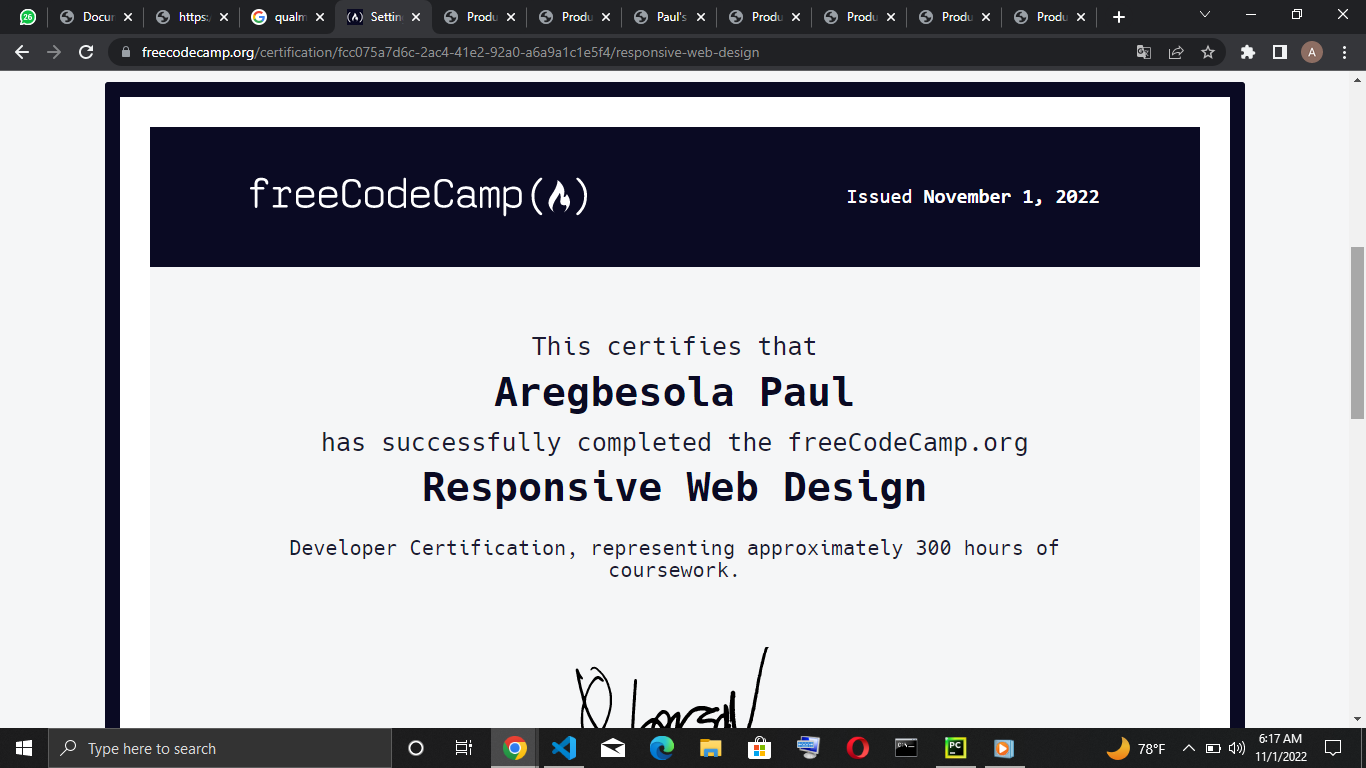 26 Docum https: qualm Settin Produ Produ Paul's Produ Produ Produ Produ
freecodecamp.org/certification/fcc075a7d6c-2ac4-41e2-92a0-a6a9a1c1e5f4/responsive-web-design A
freeCodeCamp
Issued November 1, 2022
This certifies that
Aregbesola Paul
has successfully completed the freeCodeCamp.org
Responsive Web Design
Developer Certification, representing approximately 300 hours of
coursework.
Type here to search
PC
78°F
6:17 AM
11/1/2022